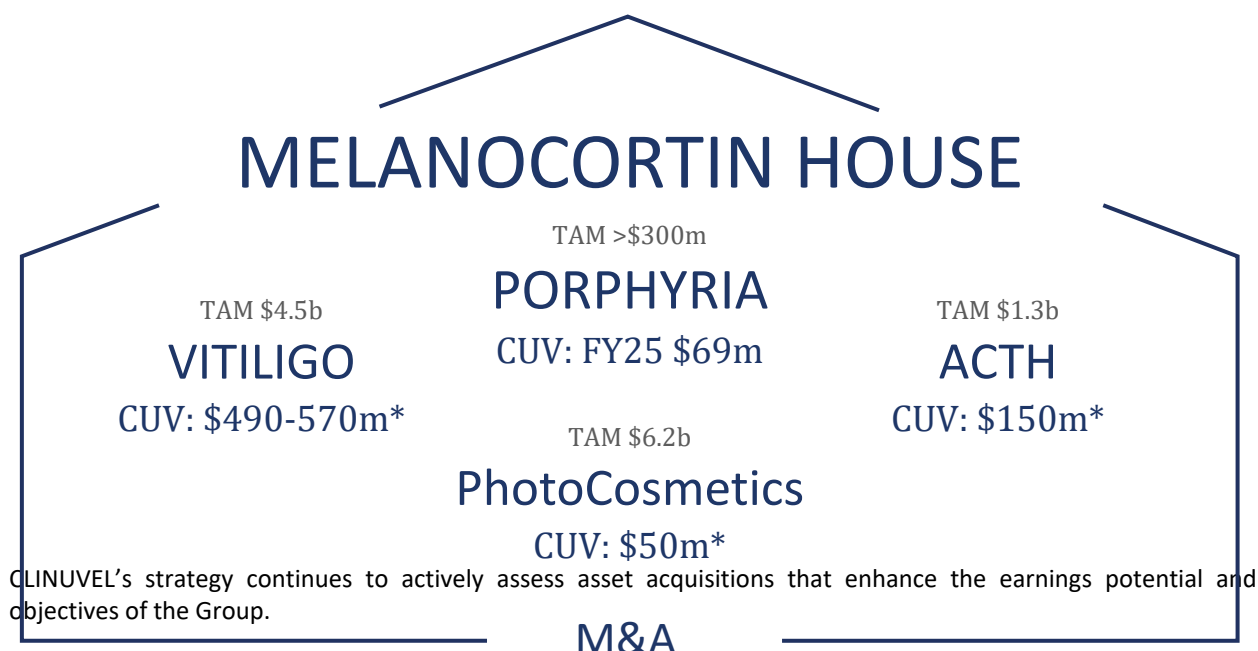 MELANOCORTIN HOUSE
TAM >$300m
PORPHYRIA
CUV: FY25 $69m
TAM $4.5b
VITILIGO
CUV: $490-570m*
TAM $1.3b
ACTH
CUV: $150m*
TAM $6.2b
PhotoCosmetics
CUV: $50m*
CLINUVEL’s strategy continues to actively assess asset acquisitions that enhance the earnings potential and
objectives of the Group.
M&A